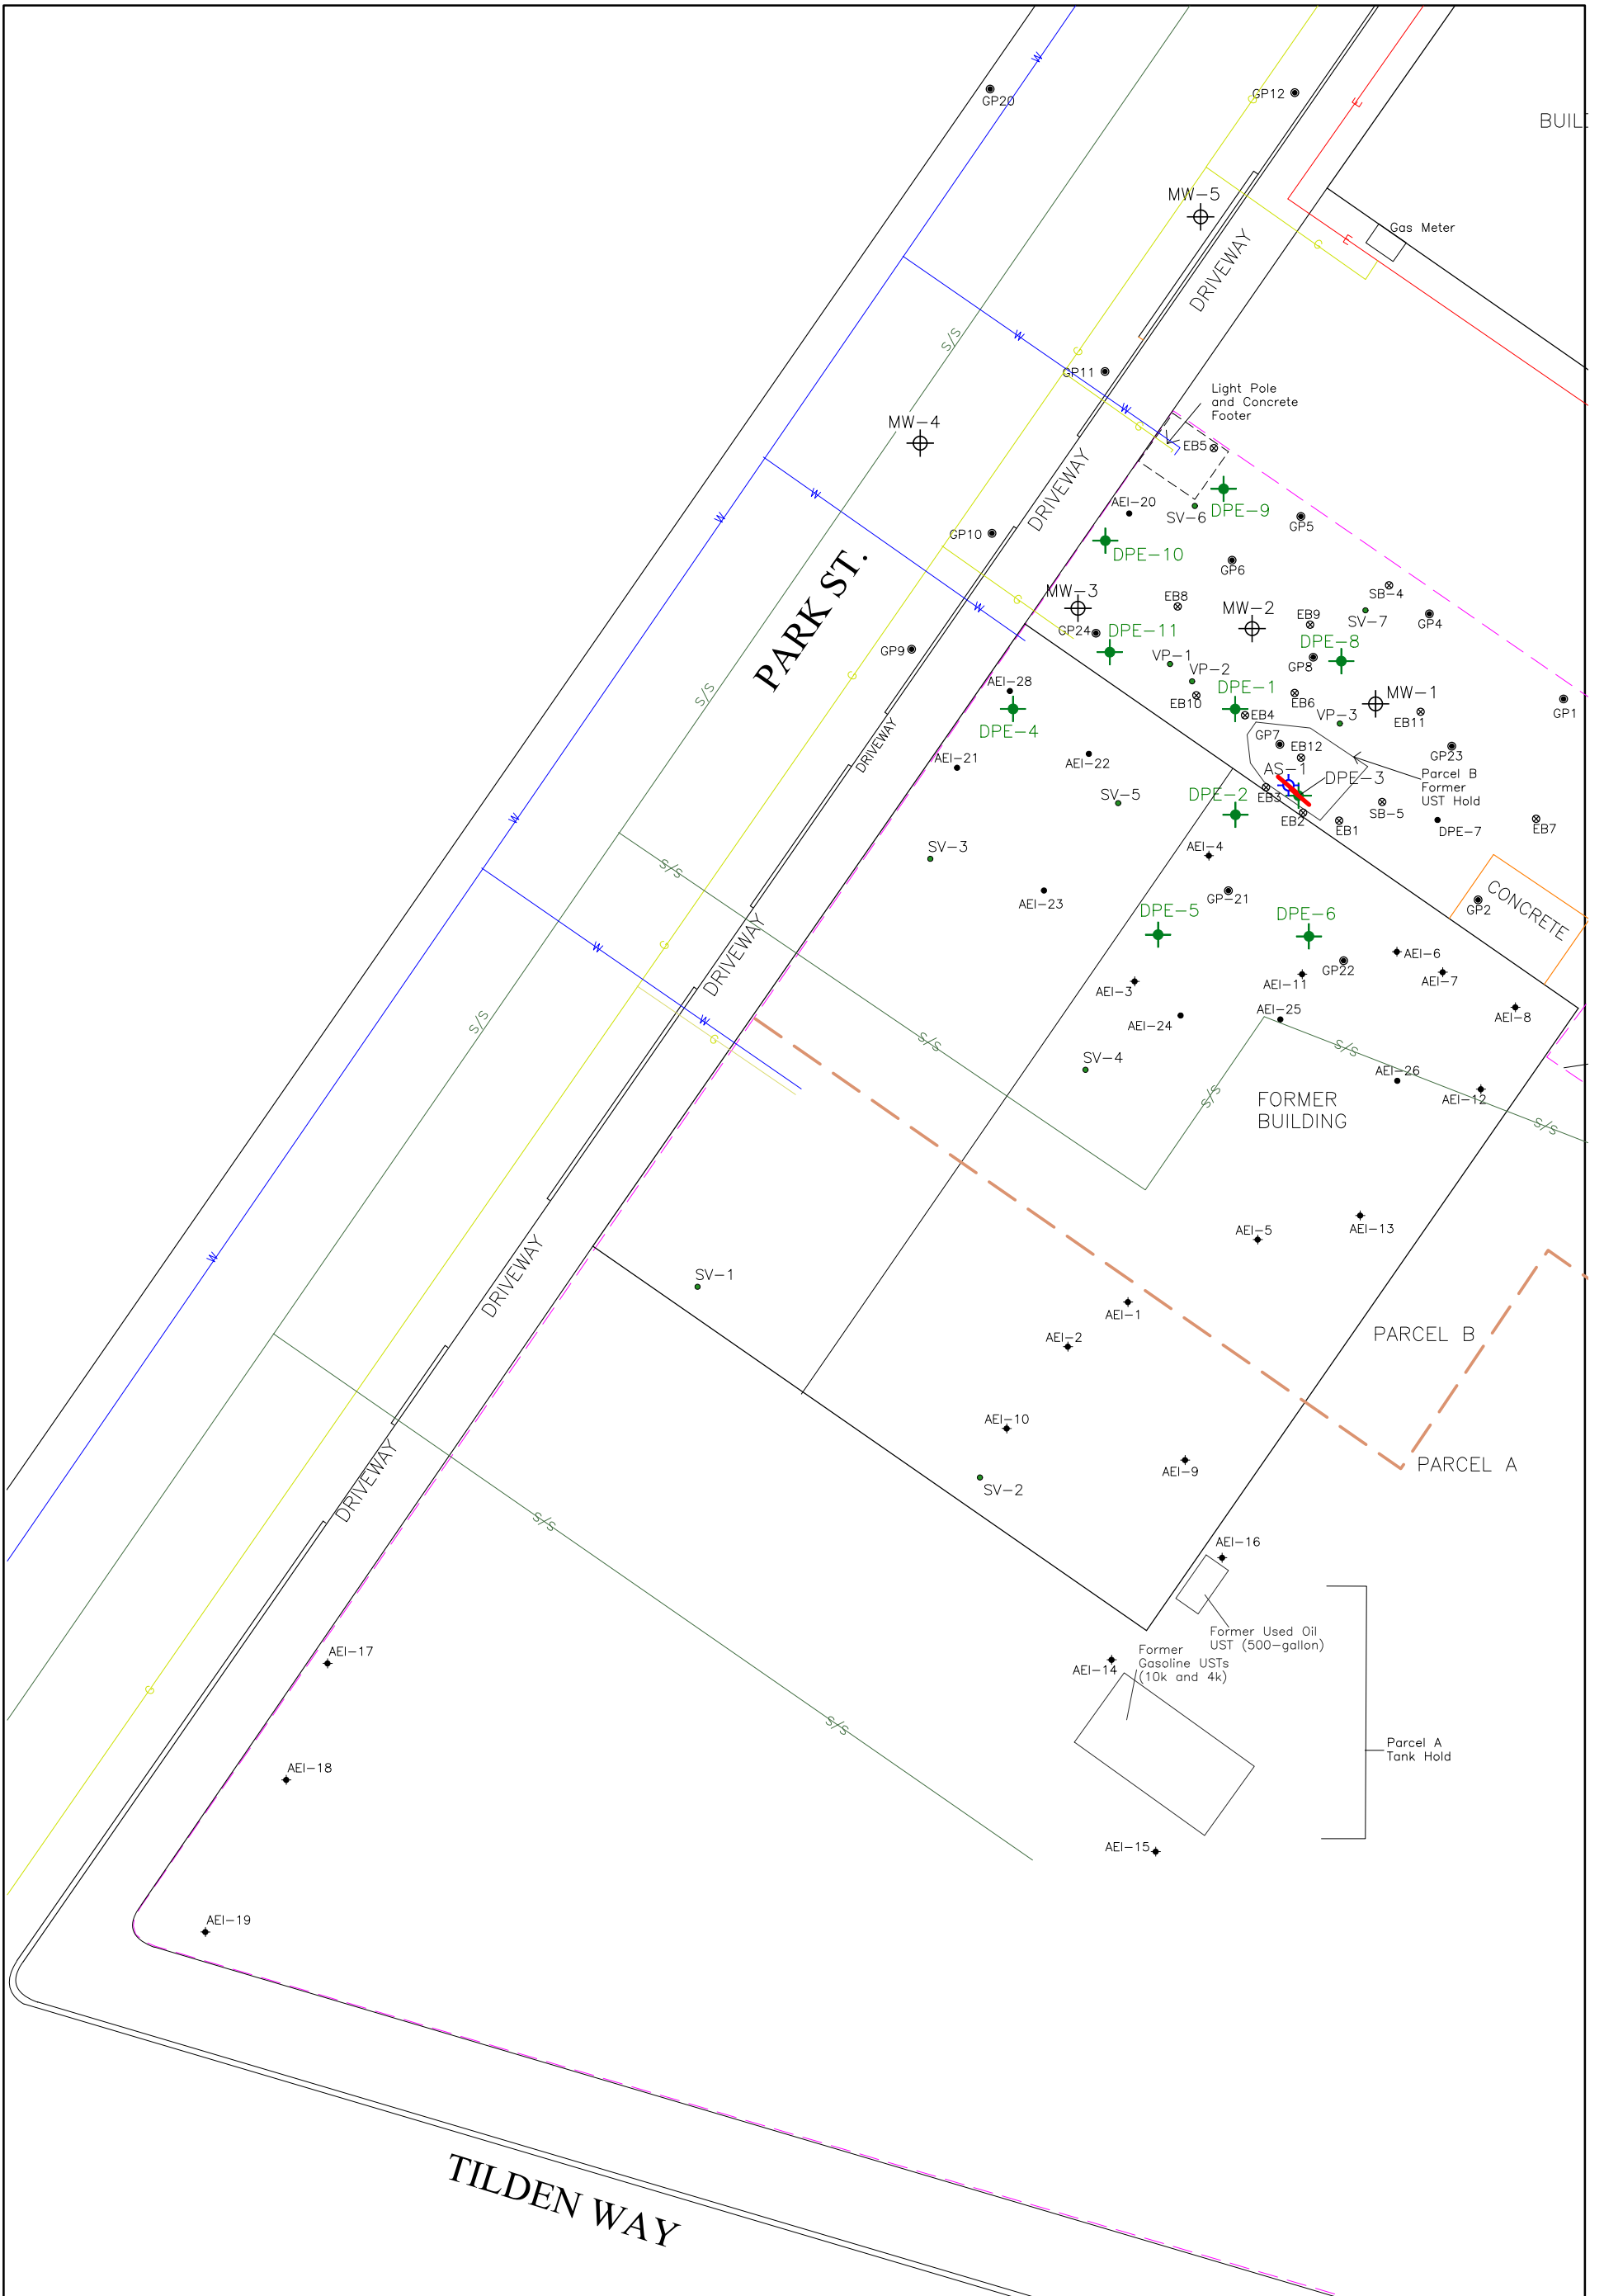 W
GP20
GP12
G
E
BUIL
MW-5
Gas Meter
E
G
DRIVEWAY
S/S
W
G
GP11
W
G
Light Pole
and Concrete
Footer
MW-4
EB5
DRIVEWAY
W
W
AEI-20
SV-6
DPE-9
GP5
GP10
DPE-10
GP6
PARK ST.
G
W
MW-3
EB8
MW-2
EB9
SB-4
SV-7
GP4
GP24
DPE-11
DPE-8
GP9
GP8
VP-1
VP-2
G
S/S
AEI-28
EB10
DPE-1
EB6
MW-1
GP1
DPE-4
EB4
VP-3
EB11
DRIVEWAY
GP7
EB12
GP23
AEI-21
AEI-22
AS-1
DPE-3
Parcel B
Former
UST Hold
SV-5
DPE-2
EB3
EB2
EB1
SB-5
DPE-7
EB7
W
SV-3
S/S
AEI-4
AEI-23
GP-21
CONCRETE
GP2
DPE-5
DPE-6
G
W
DRIVEWAY
AEI-6
GP22
AEI-7
AEI-3
AEI-11
S/S
W
AEI-24
AEI-25
AEI-8
G
S/S
S/S
SV-4
AEI-26
AEI-12
S/S
FORMER
BUILDING
S/S
AEI-5
AEI-13
W
DRIVEWAY
SV-1
AEI-1
AEI-2
PARCEL B
AEI-10
DRIVEWAY
AEI-9
PARCEL A
SV-2
S/S
AEI-16
Former Used Oil
UST (500-gallon)
AEI-17
Former
Gasoline USTs
(10k and 4k)
AEI-14
G
S/S
Parcel A
Tank Hold
AEI-18
AEI-15
AEI-19
TILDEN WAY